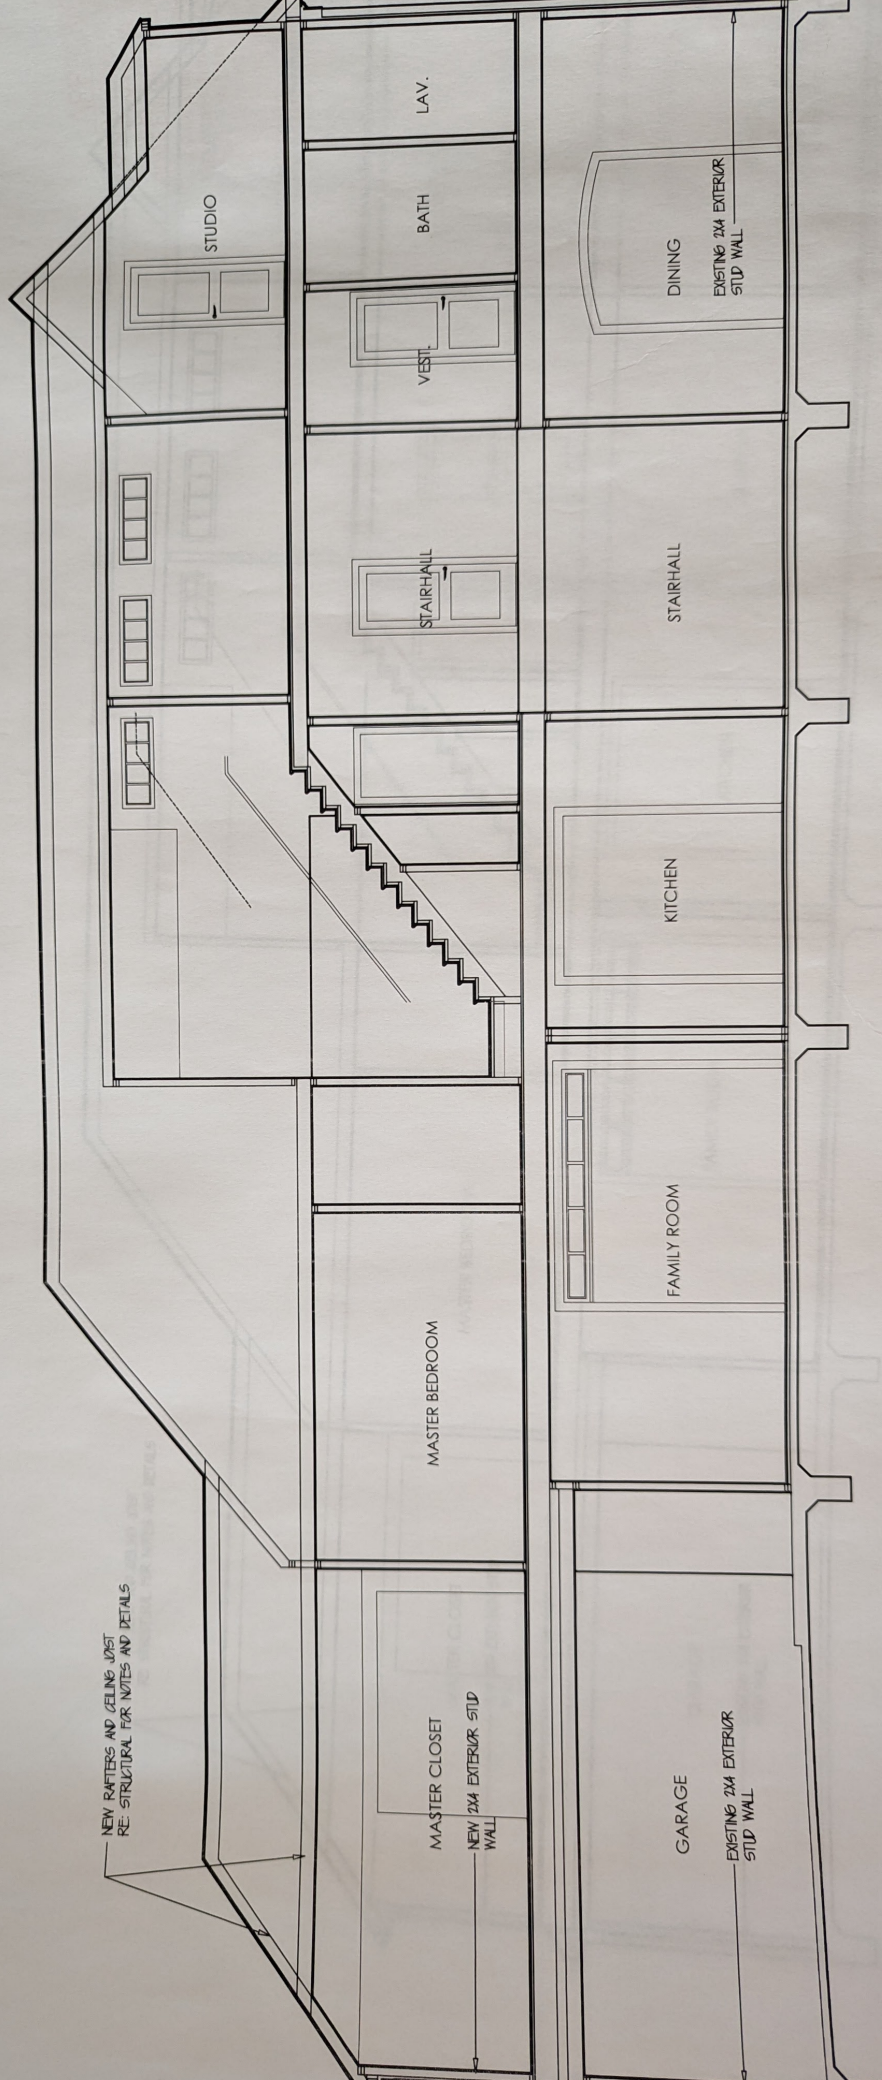 NEW RAFTERS AND CEILING JOIST
RE: STRUCTURAL FOR NOTES AND DETAILS
STUDIO
MASTER CLOSET
NEW 2X4 EXTERIOR STUD
WALL
MASTER BEDROOM
STAIRHALL
VEST.
BATH
LAV.
GARAGE
EXISTING 2X4 EXTERIOR
STUD WALL
FAMILY ROOM
KITCHEN
STAIRHALL
DINING
EXISTING 2X4 EXTERIOR
STUD WALL